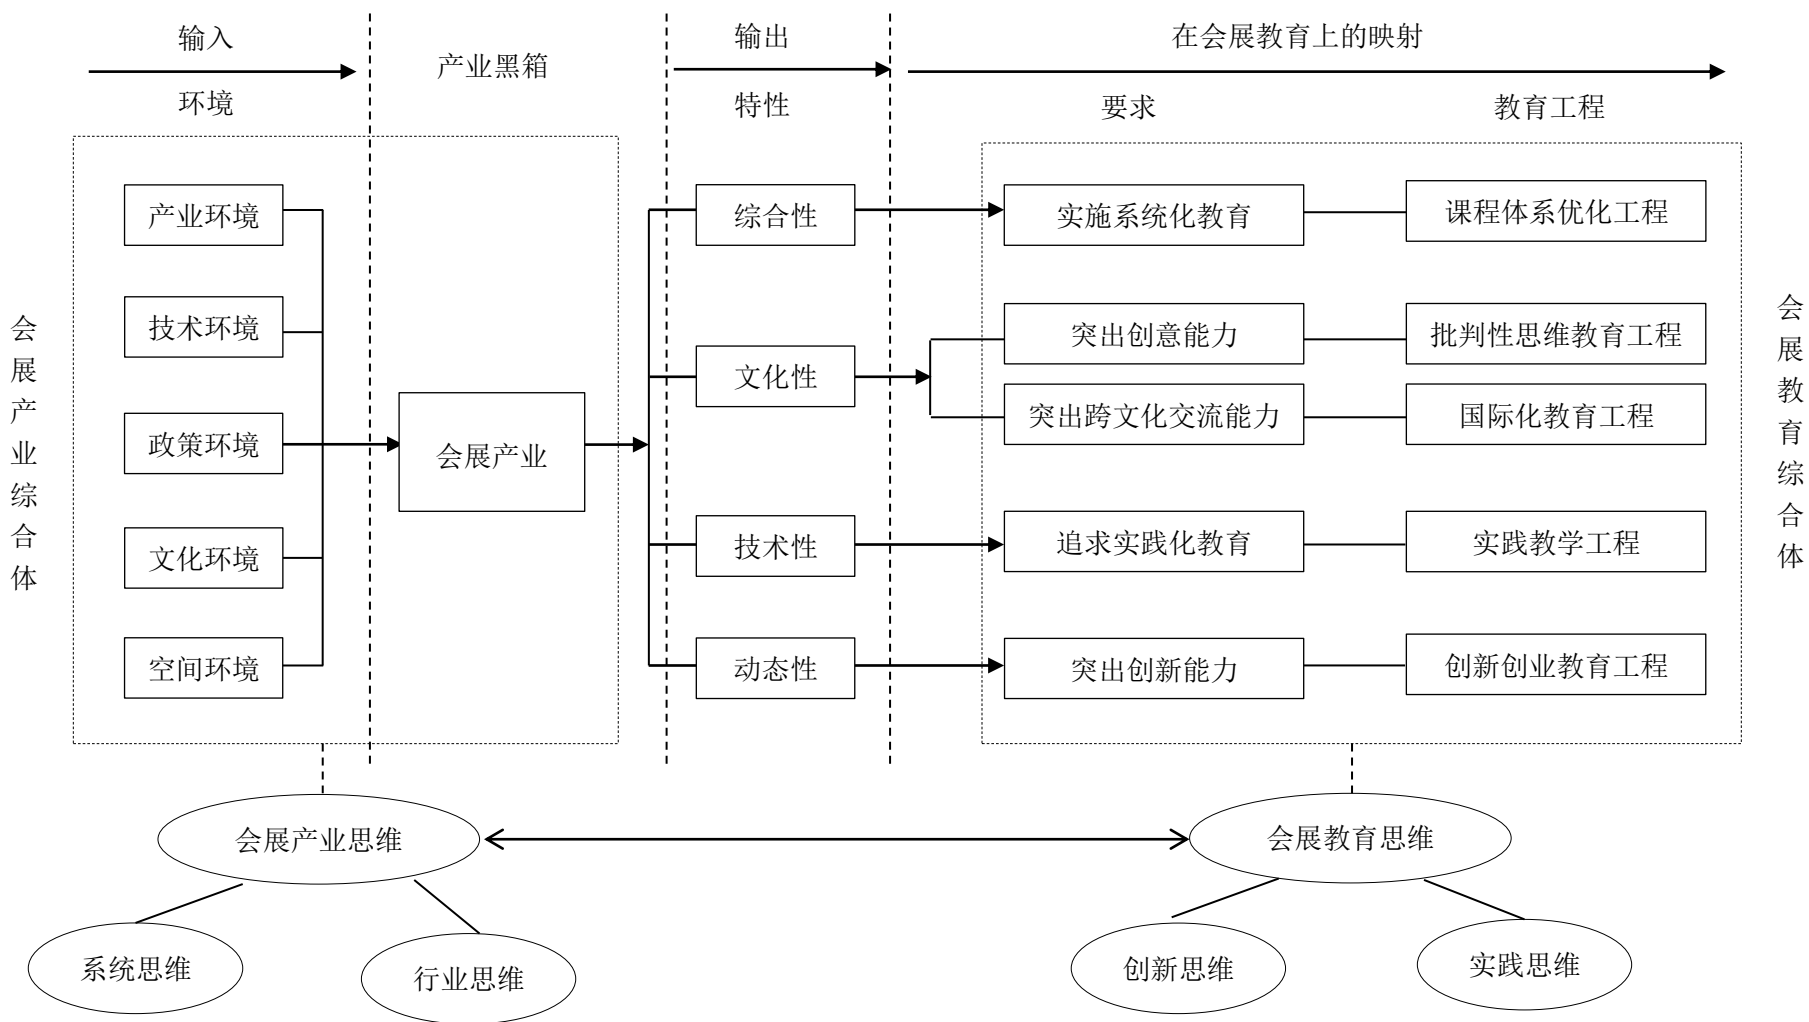 输入
环境
产业黑箱
输出
特性
在会展教育上的映射
要求
教育工程
会展产业综合体
产业环境
技术环境
政策环境
文化环境
空间环境
会展产业
综合性
文化性
技术性
动态性
实施系统化教育
课程体系优化工程
突出创意能力
批判性思维教育工程
突出跨文化交流能力
国际化教育工程
追求实践化教育
实践教学工程
突出创新能力
创新创业教育工程
会展教育综合体
会展产业思维
会展教育思维
系统思维
行业思维
创新思维
实践思维